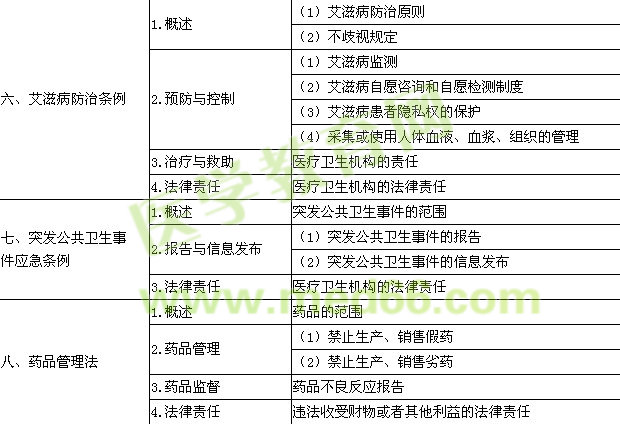 六、艾滋病防治条例
1.概述
（1）艾滋病防治原则
（2）不歧视规定
2.预防与控制
（1）艾滋病监测
（2）艾滋病自愿咨询和自愿检测制度
（3）艾滋病患者隐私权的保护
（4）采集或使用人体血液、血浆、组织的管理
3.治疗与救助
医疗卫生机构的责任
4.法律责任
医疗卫生机构的法律责任
七、突发公共卫生事
件应急条例
1.概述
突发公共卫生事件的范围
2.报告与信息发布
（1）突发公共卫生事件的报告
（2）突发公共卫生事件的信息发布
3.法律责任
医疗卫生机构的法律责任
八、药品管理法
1.概述
药品的范围
2.药品管理
（1）禁止生产、销售假药
（2）禁止生产、销售劣药
3.药品监督
药品不良反应报告
4.法律责任
违法收受财物或者其他利益的法律责任
医学教育网
www.med66.com